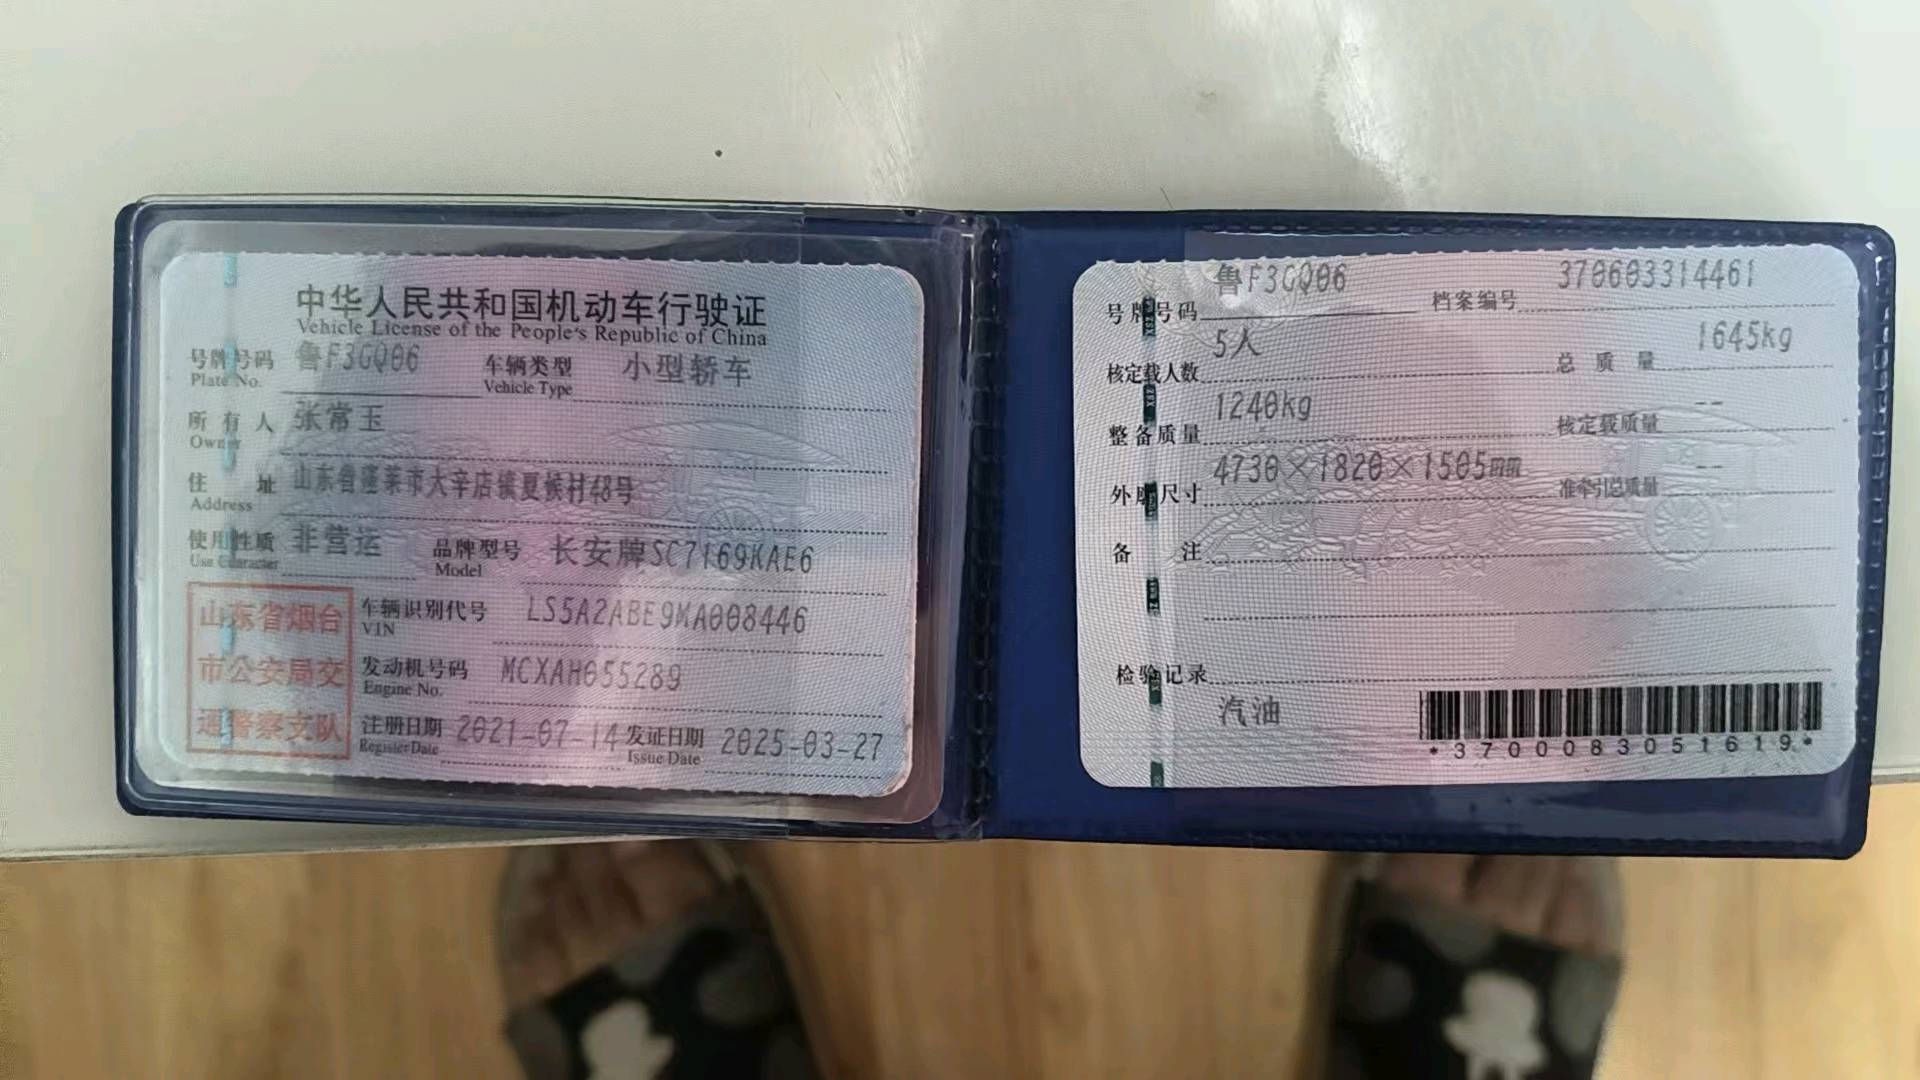 中华人民共和国机动车行驶证
Vehicle License of the People's Republic of China
号牌号码 鲁F3GQ06 车辆类型 小型轿车
Plate No. Vehicle Type
所有人 张常玉
Owner
住址 山东省蓬莱市大辛店镇夏候村48号
Address
使用性质 非营运 品牌型号 长安牌SC7169KAE6
Use Character Model
山东省烟台
市公安局交
通警察支队
车辆识别代号 LS5A2ABE9MA008446
VIN
发动机号码 MCXAH655289
Engine No.
注册日期 2021-07-14 发证日期 2025-03-27
Register Date Issue Date
号牌号码 鲁F3GQ06 档案编号 370603314461
核定载人数 5人 总质量 1645kg
整备质量 1240kg 核定载质量 --
外廓尺寸 4730×1820×1505mm 准牵引总质量 --
备注
检验记录
汽油
*3700083051619*